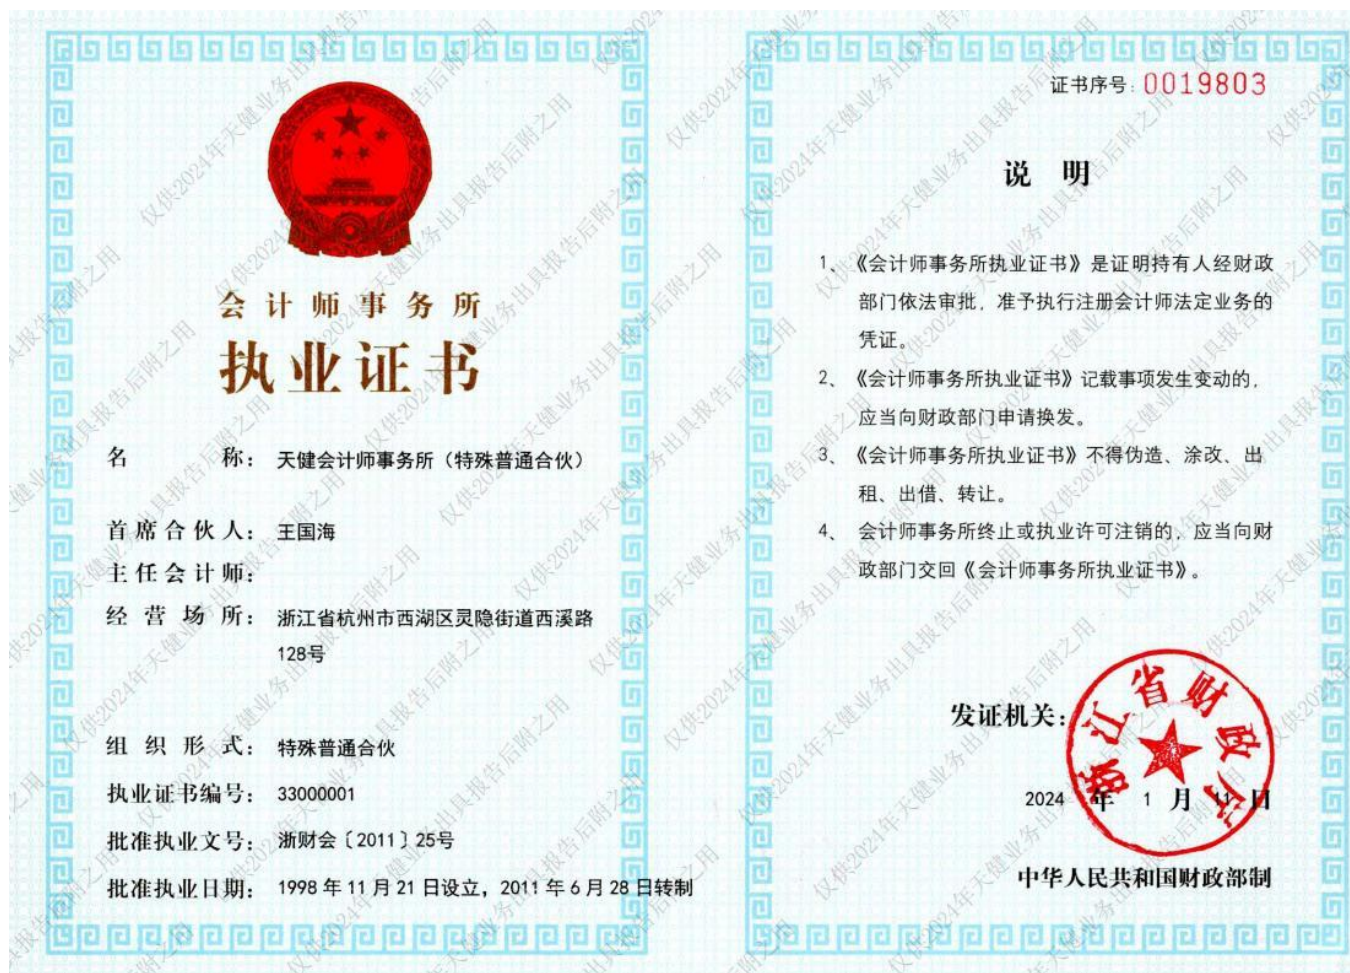 会计师事务所
执业证书
名 称：天健会计师事务所（特殊普通合伙）
首席合伙人：王国海
主任会计师：
经营场所：浙江省杭州市西湖区灵隐街道西溪路
128号
组织形式：特殊普通合伙
执业证书编号：33000001
批准执业文号：浙财会〔2011〕25号
批准执业日期：1998年11月21日设立，2011年6月28日转制
证书序号：0019803
说 明
1、《会计师事务所执业证书》是证明持有人经财政
部门依法审批，准予执行注册会计师法定业务的
凭证。
2、《会计师事务所执业证书》记载事项发生变动的，
应当向财政部门申请换发。
3、《会计师事务所执业证书》不得伪造、涂改、出
租、出借、转让。
4、会计师事务所终止或执业许可注销的，应当向财
政部门交回《会计师事务所执业证书》。
发证机关：
浙江省财政厅
2024年1月11日
中华人民共和国财政部制
仅供2024年天健业务出具报告后附之用